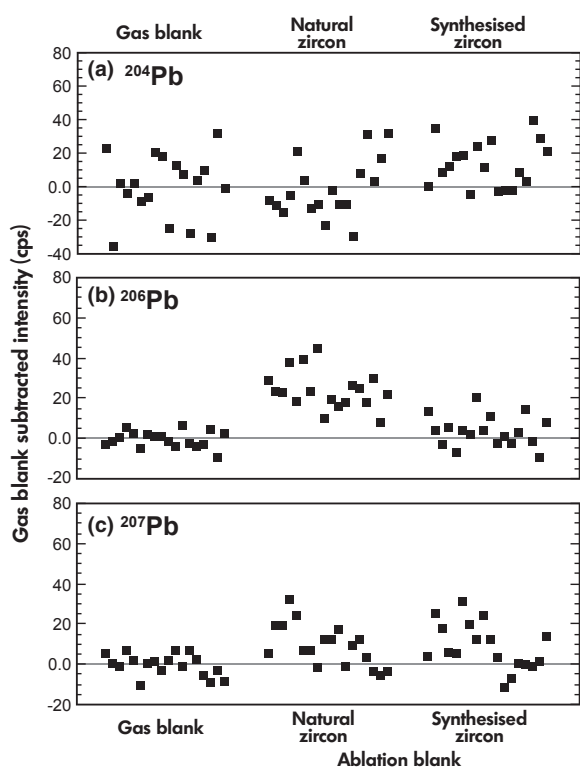 Gas blank
Natural
zircon
Synthesised
zircon
Gas blank subtracted intensity (cps)
80
60
40
20
0.0
-20
-40
(a) ²⁰⁴Pb
80
60
40
20
0.0
-20
(b) ²⁰⁶Pb
80
60
40
20
0.0
-20
(c) ²⁰⁷Pb
Gas blank
Natural
zircon
Synthesised
zircon
Ablation blank